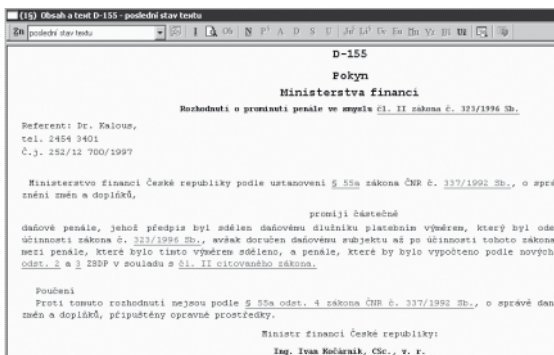 (1§) Obsah a text D-155 - poslední stav textu
Zn poslední stav textu
D-155
Pokyn
Ministerstva financí
Rozhodnutí o prominutí penále ve smyslu čl. II zákona č. 323/1996 Sb.
Referent: Dr. Kalous,
tel. 2454 3401
Č.j. 252/12 700/1997
Ministerstvo financí České republiky podle ustanovení § 55a zákona ČNR č. 337/1992 Sb., o sprá
znění změn a doplňků,
promíjí částečně
daňové penále, jehož předpis byl sdělen daňovému dlužníku platebním výměrem, který byl ode
účinnosti zákona č. 323/1996 Sb., avšak doručen daňovému subjektu až po účinnosti tohoto zákona
mezi penále, které bylo tímto výměrem sděleno, a penále, které by bylo vypočteno podle nových
odst. 2 a 3 ZSDP v souladu s čl. II citovaného zákona.
Poučení
Proti tomuto rozhodnutí nejsou podle § 55a odst. 4 zákona ČNR č. 337/1992 Sb., o správě dan
změn a doplňků, připuštěny opravné prostředky.
Ministr financí České republiky:
Ing. Ivan Kočárník, CSc., v. r.